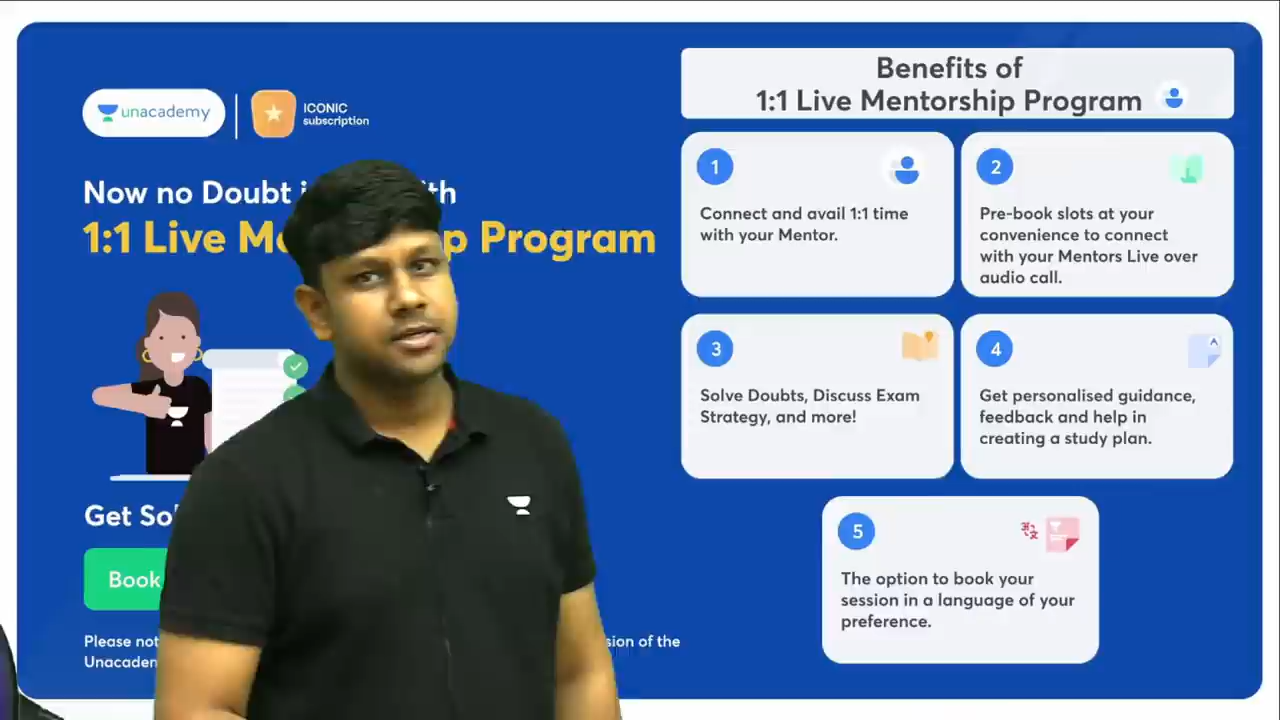 unacademy
ICONIC
subscription
Now no Doubt
1:1 Live Program
Get
Book
Please
sion of the
Benefits of
1:1 Live Mentorship Program
1
Connect and avail 1:1 time
with your Mentor.
2
Pre-book slots at your
convenience to connect
with your Mentors Live over
audio call.
3
Solve Doubts, Discuss Exam
Strategy, and more!
4
Get personalised guidance,
feedback and help in
creating a study plan.
5
The option to book your
session in a language of your
preference.